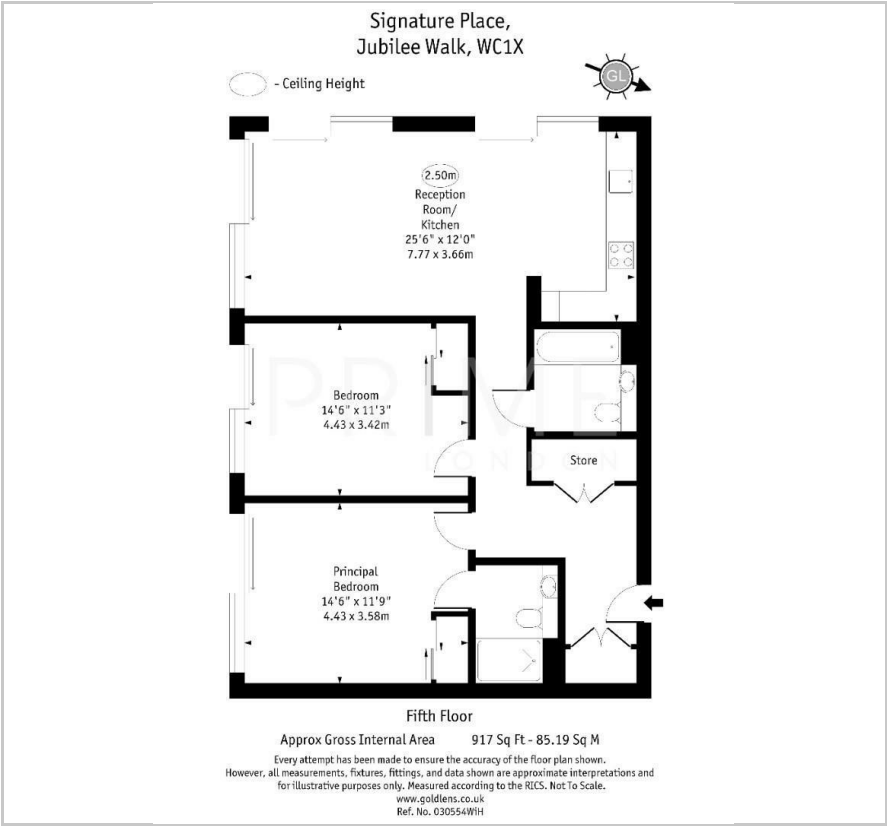 Signature Place,
Jubilee Walk, WC1X
- Ceiling Height
GL
2.50m
Reception
Room/
Kitchen
25'6" x 12'0"
7.77 x 3.66m
Bedroom
14'6" x 11'3"
4.43 x 3.42m
PRIME
LONDON
Store
Principal
Bedroom
14'6" x 11'9"
4.43 x 3.58m
Fifth Floor
Approx Gross Internal Area 917 Sq Ft - 85.19 Sq M
Every attempt has been made to ensure the accuracy of the floor plan shown.
However, all measurements, fixtures, fittings, and data shown are approximate interpretations and
for illustrative purposes only. Measured according to the RICS. Not To Scale.
www.goldlens.co.uk
Ref. No. 030554WiH